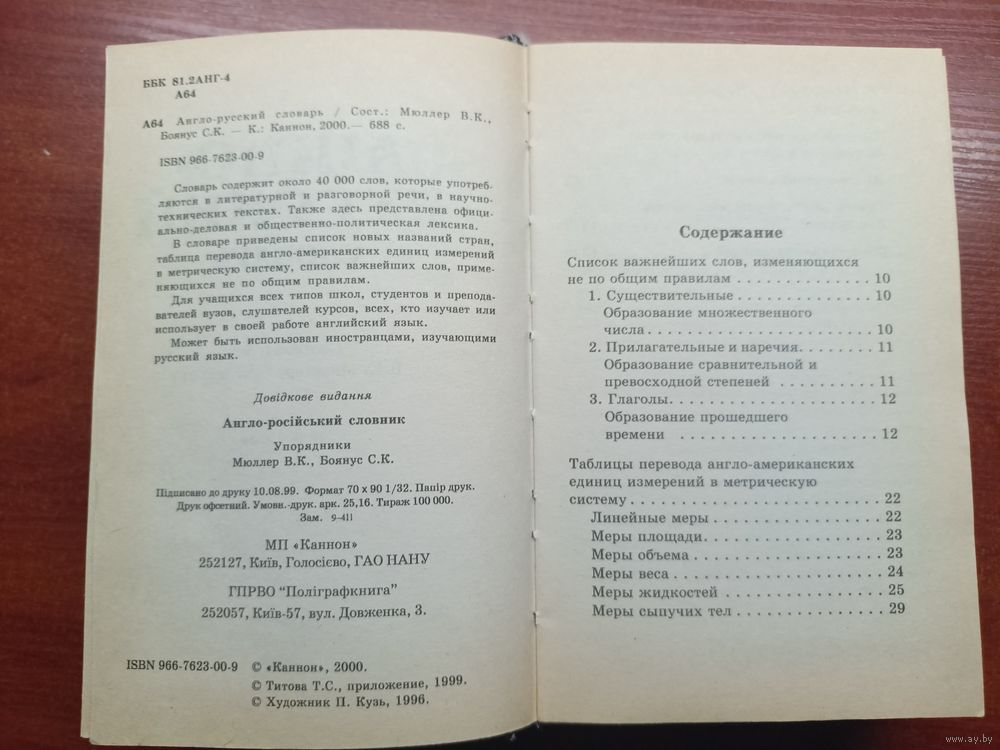 ББК 81.2АНГ-4
А64
А64 Англо-русский словарь / Сост.: Мюллер В.К.,
Боянус С.К. — К.: Каннон, 2000.— 688 с.
ISBN 966-7623-00-9
Словарь содержит около 40 000 слов, которые употреб-
ляются в литературной и разговорной речи, в научно-
технических текстах. Также здесь представлена офици-
ально-деловая и общественно-политическая лексика.
В словаре приведены список новых названий стран,
таблица перевода англо-американских единиц измерений
в метрическую систему, список важнейших слов, приме-
няющихся не по общим правилам.
Для учащихся всех типов школ, студентов и препода-
вателей вузов, слушателей курсов, всех, кто изучает или
использует в своей работе английский язык.
Может быть использован иностранцами, изучающими
русский язык.
Довідкове видання
Англо-російський словник
Упорядники
Мюллер В.К., Боянус С.К.
Підписано до друку 10.08.99. Формат 70 х 90 1/32. Папір друк.
Друк офсетний. Умовн.-друк. арк. 25,16. Тираж 100 000.
Зам. 9-411
МП «Каннон»
252127, Київ, Голосієво, ГАО НАНУ
ГПРВО "Поліграфкнига"
252057, Київ-57, вул. Довженка, 3.
ISBN 966-7623-00-9 © «Каннон», 2000.
© Титова Т.С., приложение, 1999.
© Художник П. Кузь, 1996.
Содержание
Список важнейших слов, изменяющихся
не по общим правилам . . . . . . . . . . . . . . 10
1. Существительные . . . . . . . . . . . . . . 10
Образование множественного
числа . . . . . . . . . . . . . . . . . . . . . . . 10
2. Прилагательные и наречия. . . . . . . . 11
Образование сравнительной и
превосходной степеней . . . . . . . . . . 11
3. Глаголы. . . . . . . . . . . . . . . . . . . . . 12
Образование прошедшего
времени . . . . . . . . . . . . . . . . . . . . 12
Таблицы перевода англо-американских
единиц измерений в метрическую
систему . . . . . . . . . . . . . . . . . . . . . . . . 22
Линейные меры . . . . . . . . . . . . . . . . . 22
Меры площади. . . . . . . . . . . . . . . . . . 23
Меры объема . . . . . . . . . . . . . . . . . . . 23
Меры веса . . . . . . . . . . . . . . . . . . . . . 24
Меры жидкостей . . . . . . . . . . . . . . . . 25
Меры сыпучих тел . . . . . . . . . . . . . . . 29
www.ay.by